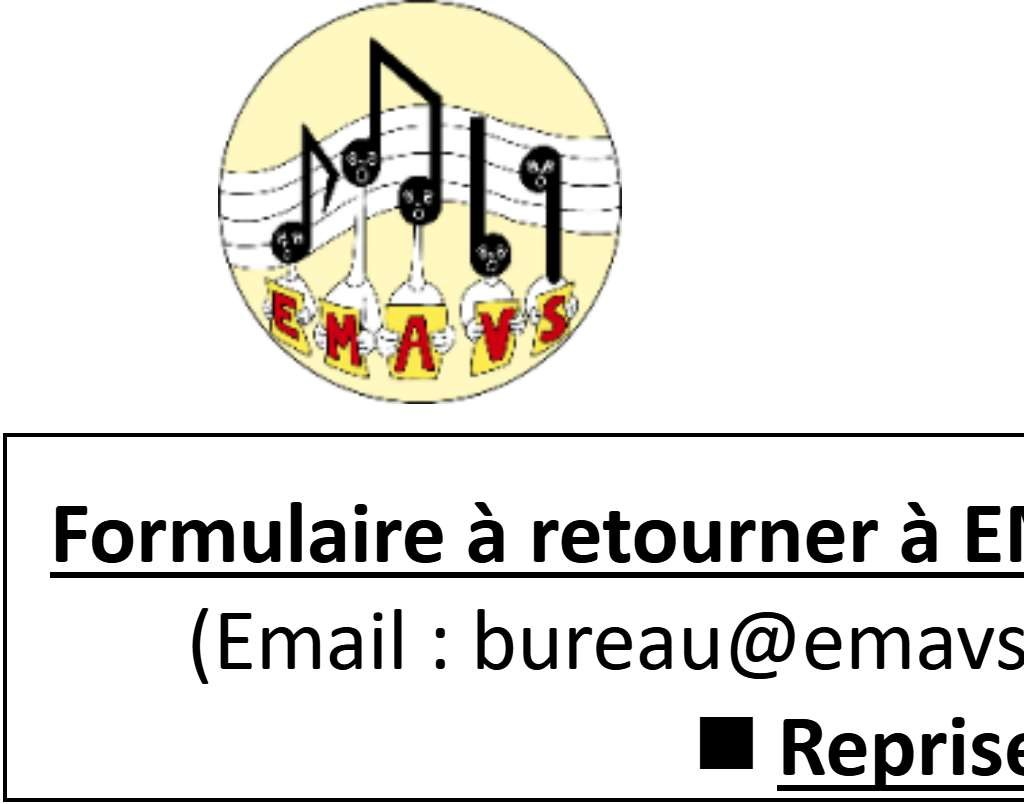 EMAVS
Formulaire à retourner à EM
(Email : bureau@emavs
■ Reprise